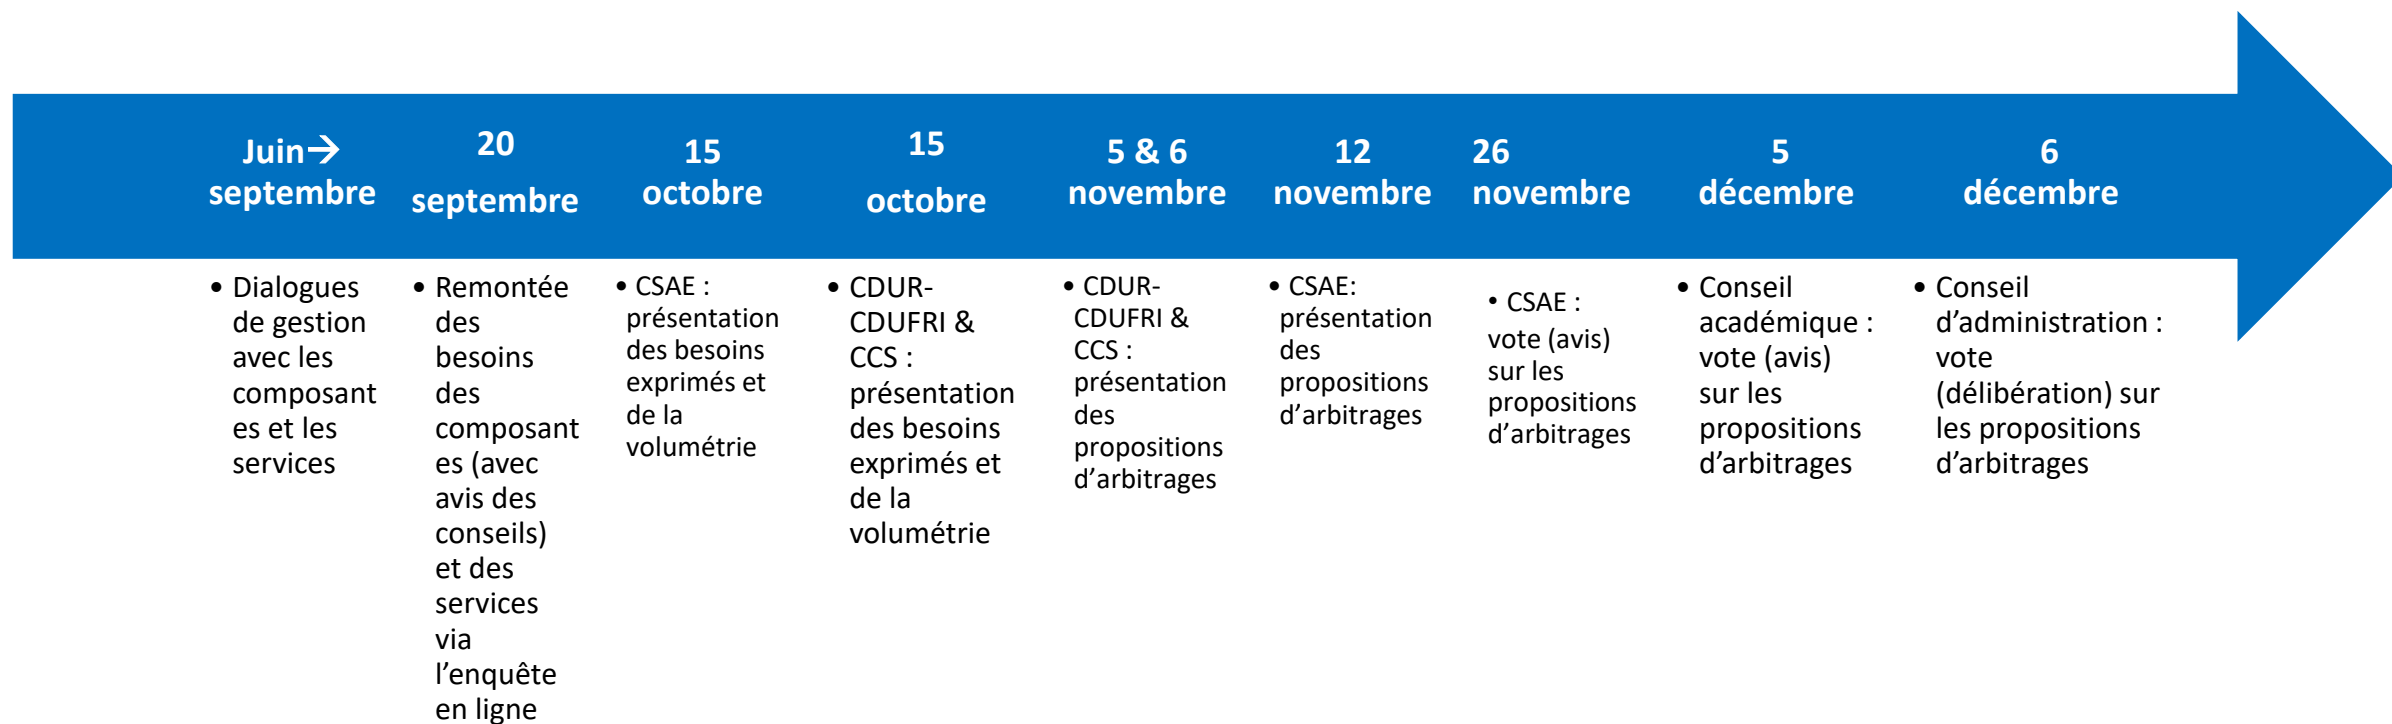 Juin→
septembre
20
septembre
15
octobre
15
octobre
5 & 6
novembre
12
novembre
26
novembre
5
décembre
6
décembre
• Dialogues
de gestion
avec les
composant
es et les
services
• Remontée
des
besoins
des
composant
es (avec
avis des
conseils)
et des
services
via
l’enquête
en ligne
• CSAE :
présentation
des besoins
exprimés et
de la
volumétrie
• CDUR-
CDUFRI &
CCS :
présentation
des besoins
exprimés et
de la
volumétrie
• CDUR-
CDUFRI &
CCS :
présentation
des
propositions
d’arbitrages
• CSAE:
présentation
des
propositions
d’arbitrages
• CSAE :
vote (avis)
sur les
propositions
d’arbitrages
• Conseil
académique :
vote (avis)
sur les
propositions
d’arbitrages
• Conseil
d’administration :
vote
(délibération) sur
les propositions
d’arbitrages